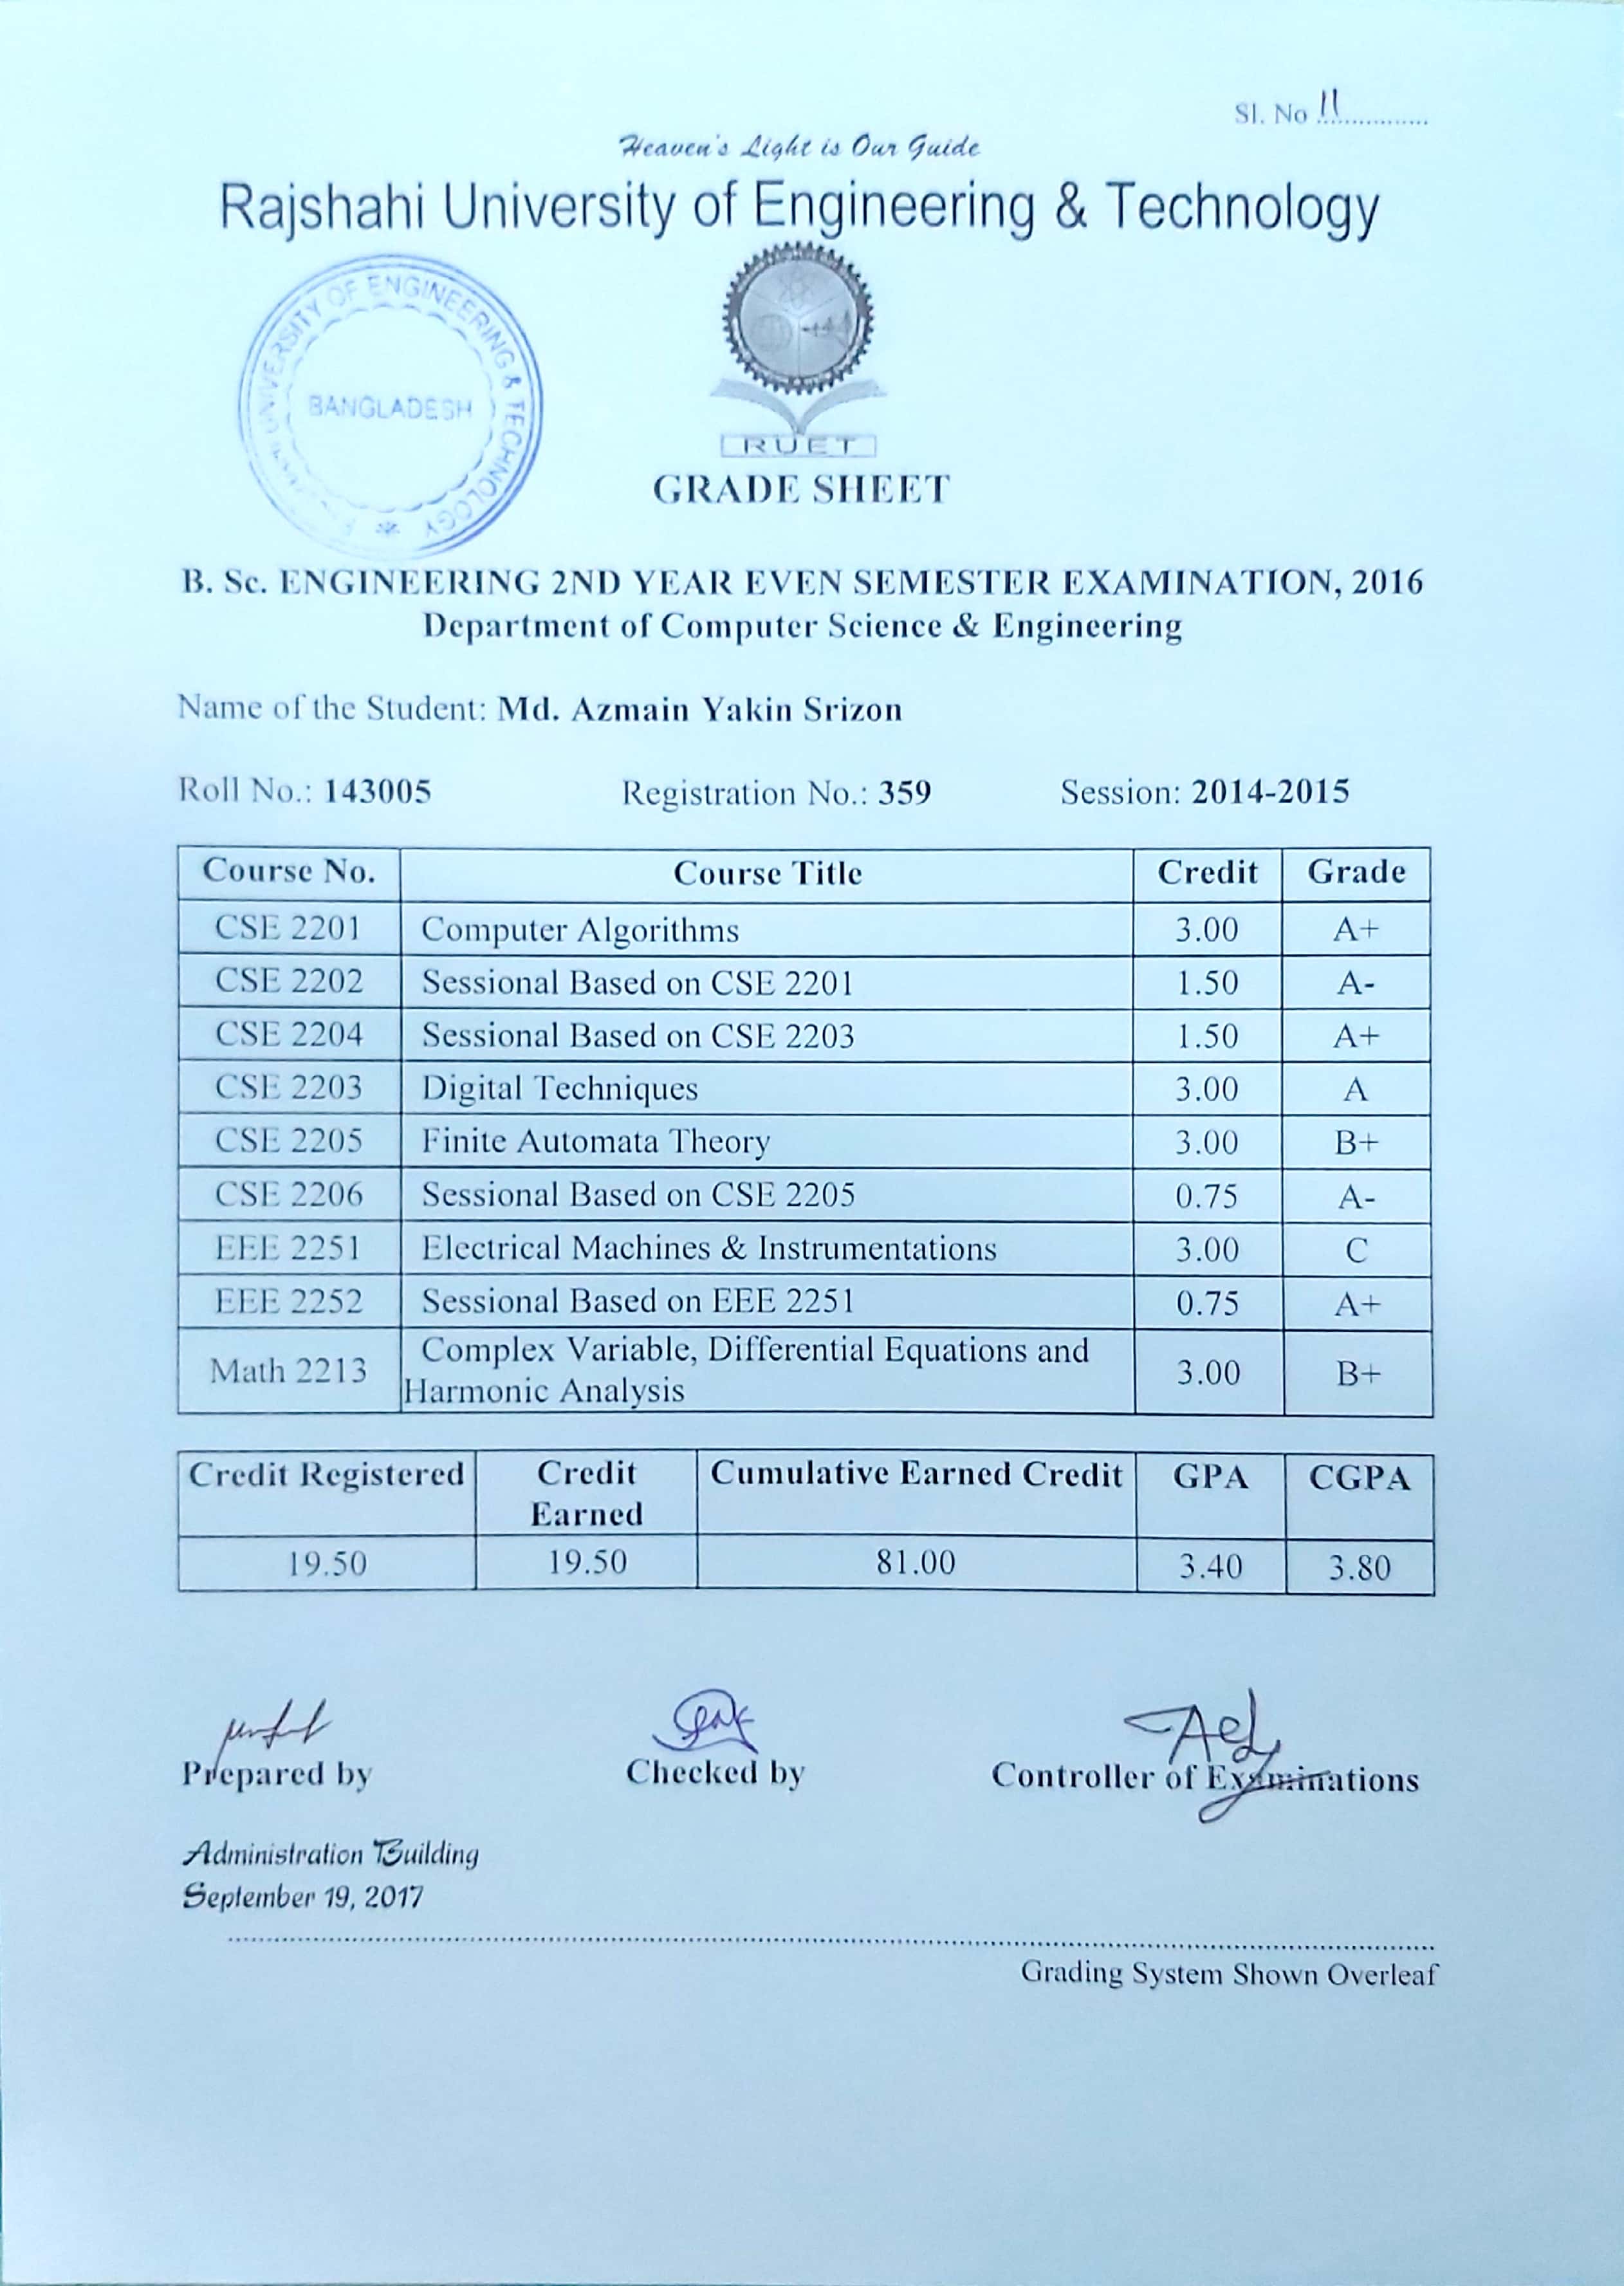 Sl. No 11
Heaven's Light is Our Guide
Rajshahi University of Engineering & Technology
UNIVERSITY OF ENGINEERING & TECHNOLOGY
BANGLADESH
RUET
GRADE SHEET
B. Sc. ENGINEERING 2ND YEAR EVEN SEMESTER EXAMINATION, 2016
Department of Computer Science & Engineering
Name of the Student: Md. Azmain Yakin Srizon
Roll No.: 143005 Registration No.: 359 Session: 2014-2015
Course No. Course Title Credit Grade
CSE 2201 Computer Algorithms 3.00 A+
CSE 2202 Sessional Based on CSE 2201 1.50 A-
CSE 2204 Sessional Based on CSE 2203 1.50 A+
CSE 2203 Digital Techniques 3.00 A
CSE 2205 Finite Automata Theory 3.00 B+
CSE 2206 Sessional Based on CSE 2205 0.75 A-
EEE 2251 Electrical Machines & Instrumentations 3.00 C
EEE 2252 Sessional Based on EEE 2251 0.75 A+
Math 2213 Complex Variable, Differential Equations and
Harmonic Analysis 3.00 B+
Credit Registered Credit Cumulative Earned Credit GPA CGPA
Earned
19.50 19.50 81.00 3.40 3.80
Prepared by Checked by Controller of Examinations
Administration Building
September 19, 2017
Grading System Shown Overleaf